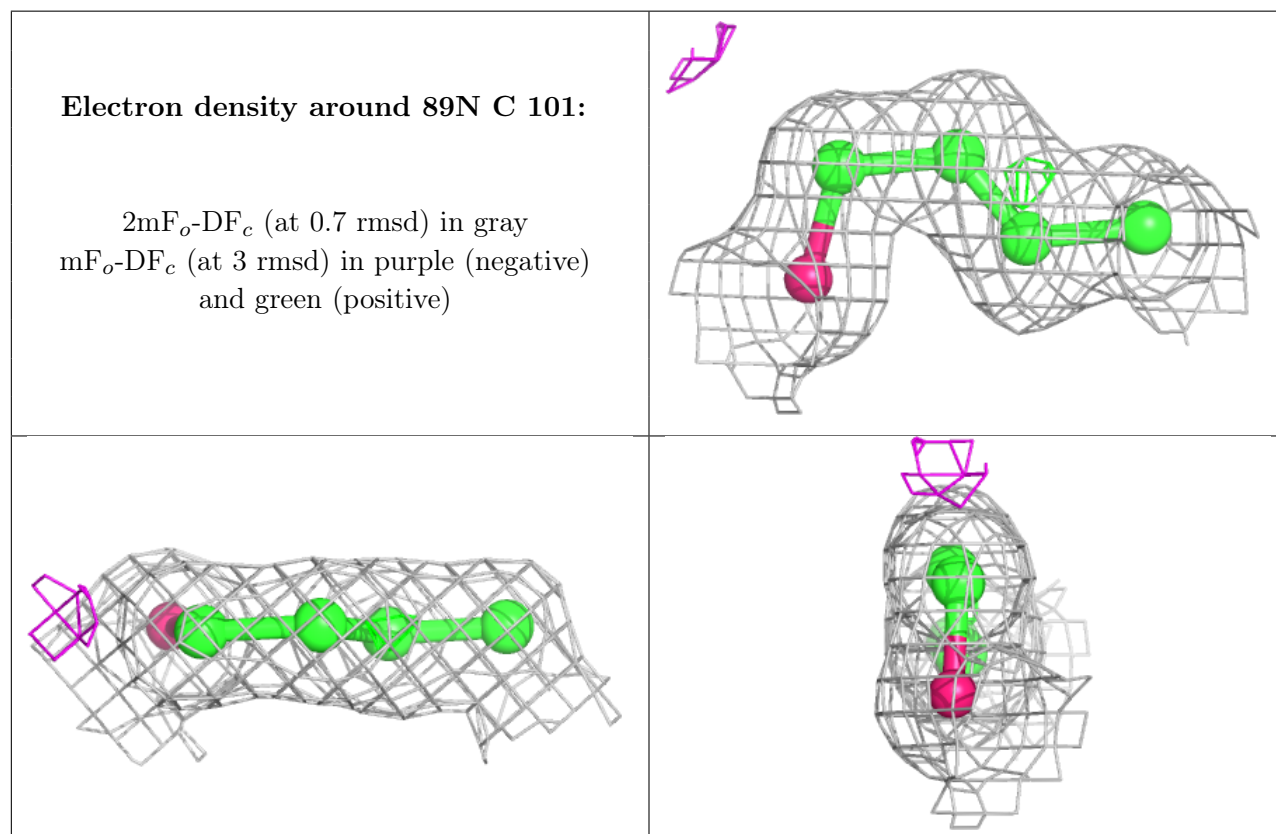 Electron density around 89N C 101:
2mFₒ-DF𝒸 (at 0.7 rmsd) in gray
mFₒ-DF𝒸 (at 3 rmsd) in purple (negative)
and green (positive)